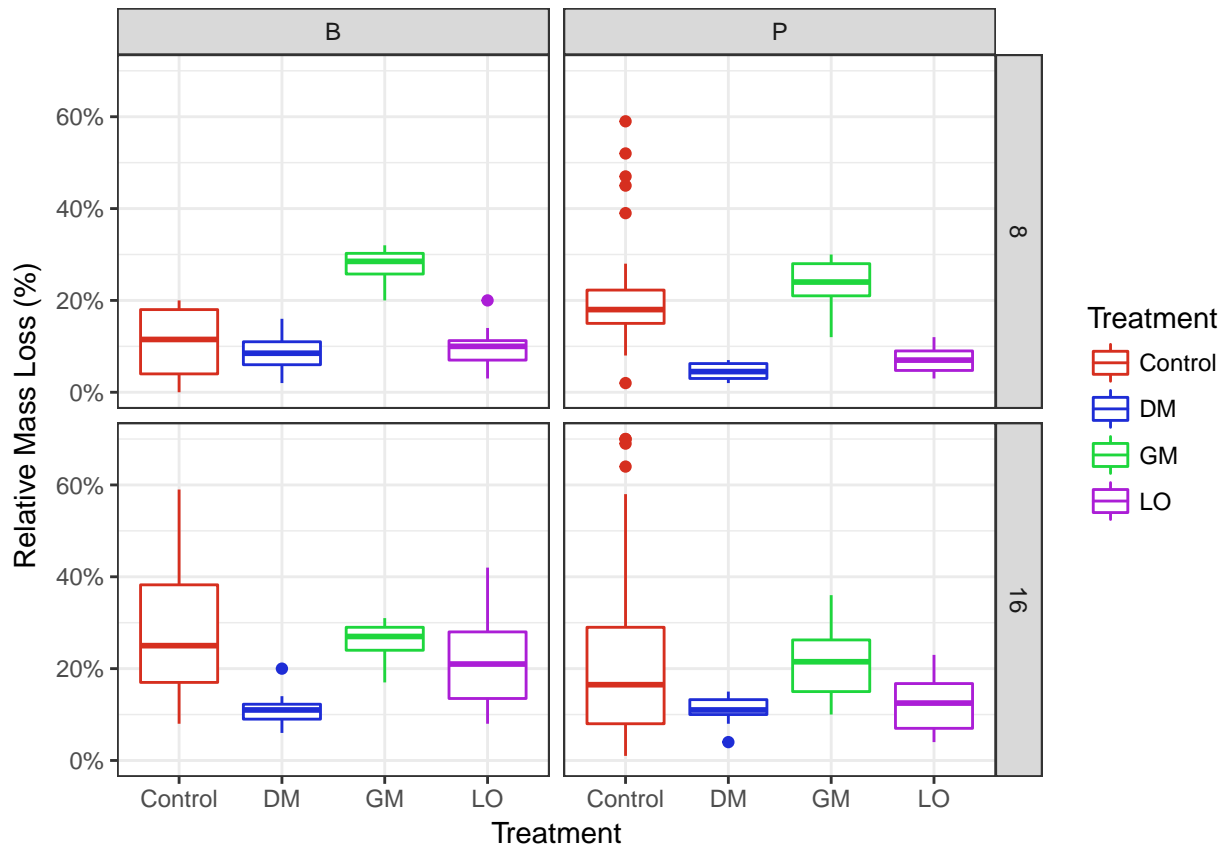 B
P
60%
40%
20%
0%
8
60%
40%
20%
0%
16
Relative Mass Loss (%)
Control
DM
GM
LO
Control
DM
GM
LO
Treatment
Treatment
Control
DM
GM
LO